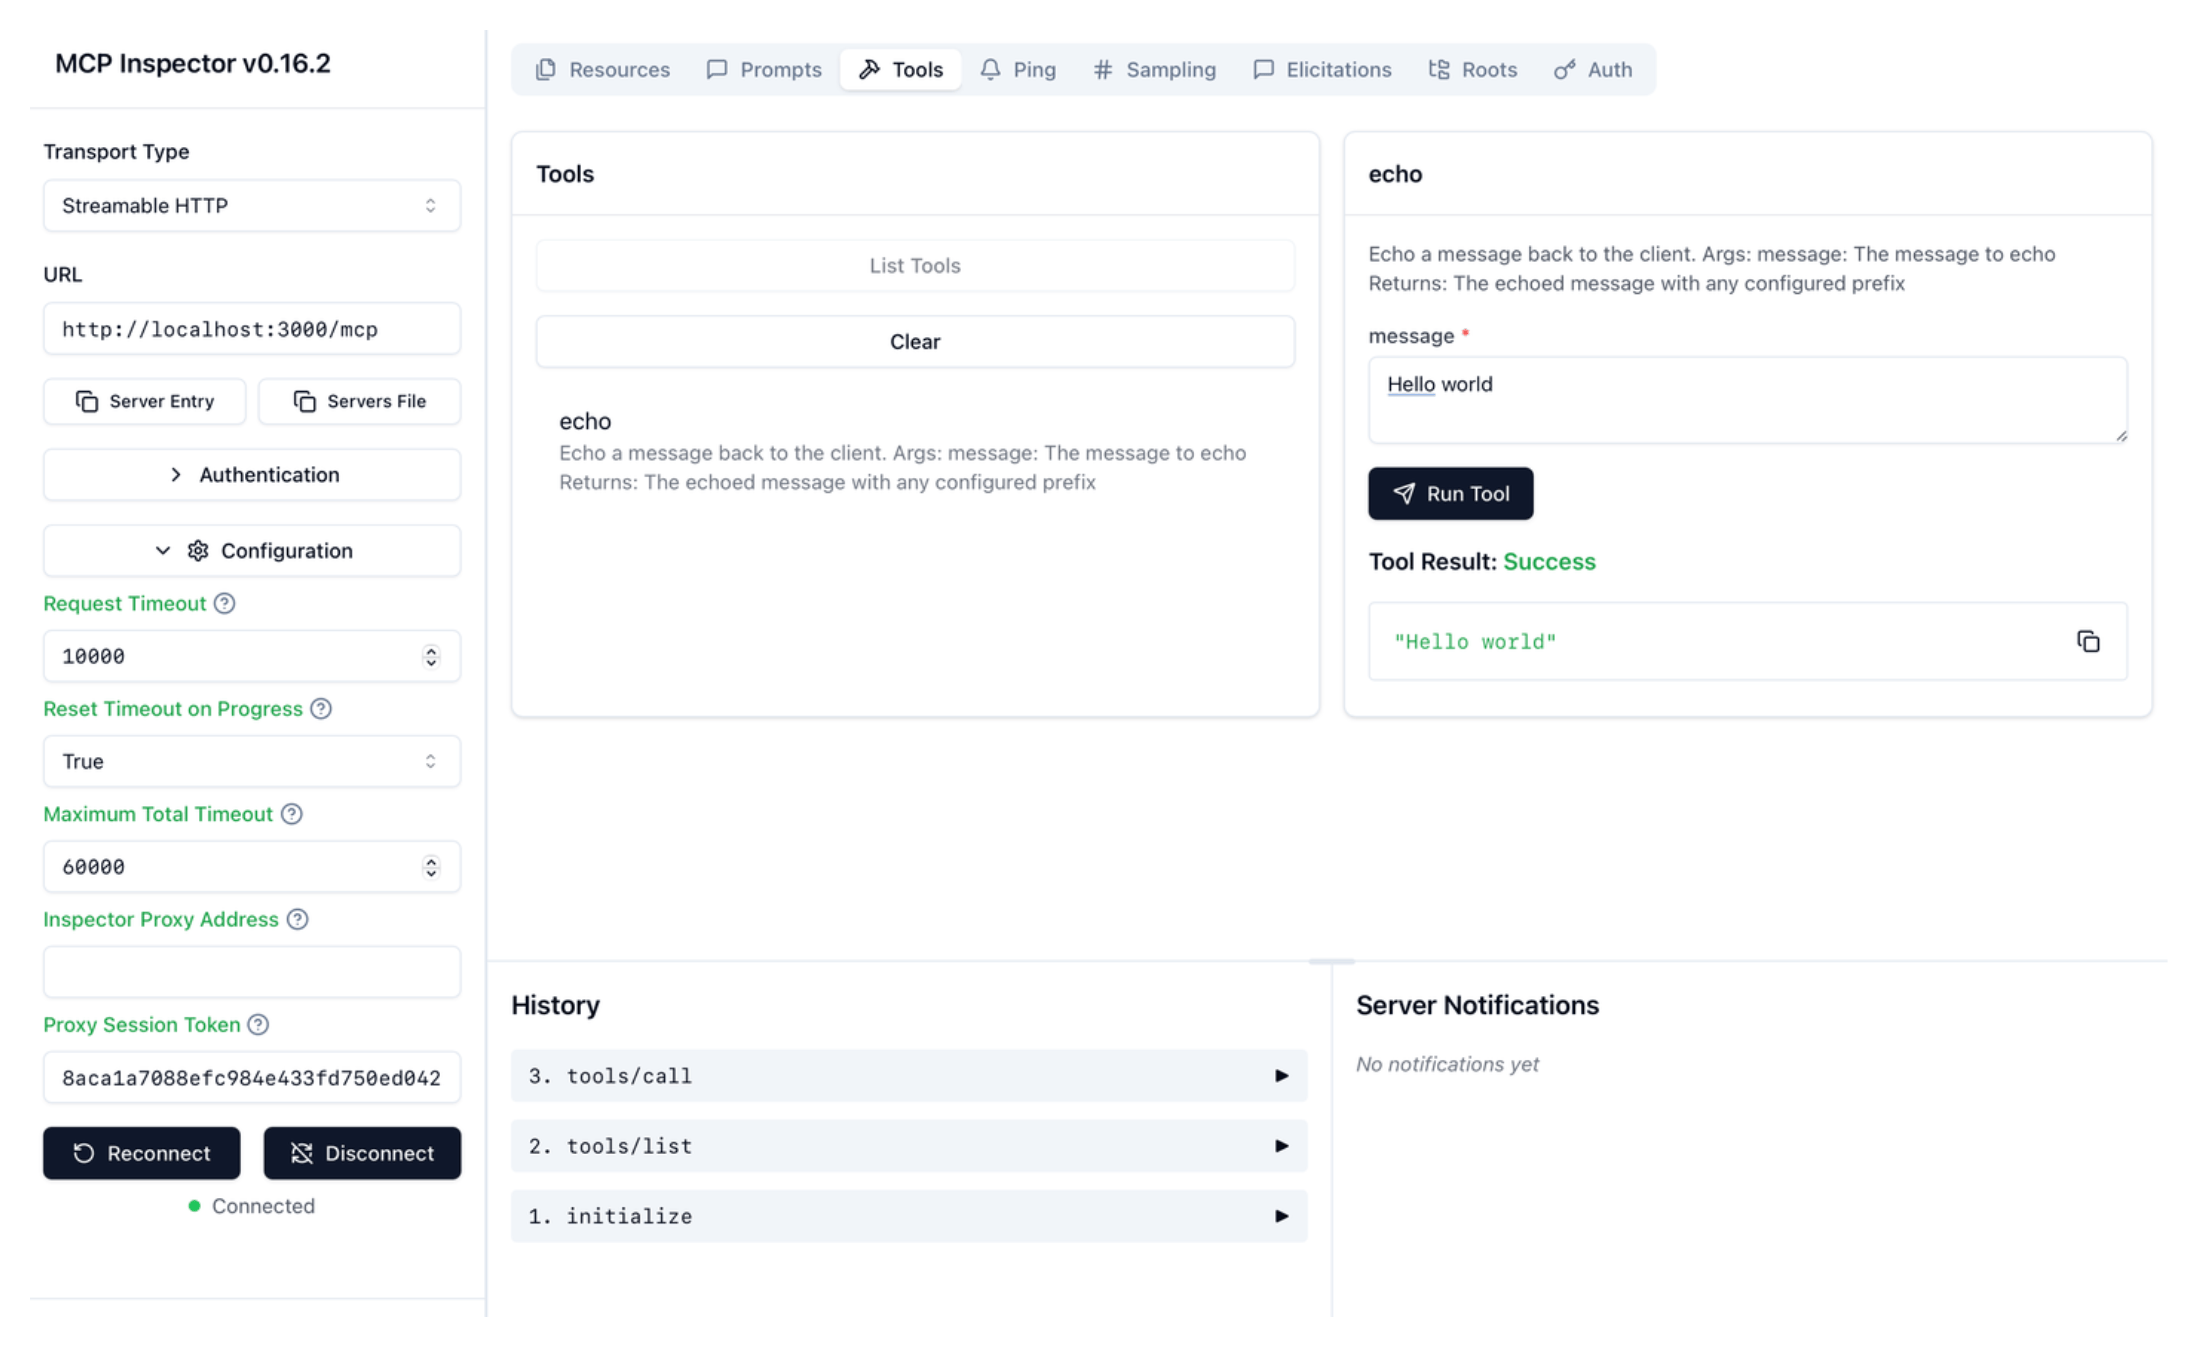 MCP Inspector v0.16.2
Transport Type
Streamable HTTP
URL
http://localhost:3000/mcp
Server Entry
Servers File
Authentication
Configuration
Request Timeout
10000
Reset Timeout on Progress
True
Maximum Total Timeout
60000
Inspector Proxy Address
Proxy Session Token
8aca1a7088efc984e433fd750ed042
Reconnect
Disconnect
Connected
Resources
Prompts
Tools
Ping
Sampling
Elicitations
Roots
Auth
Tools
List Tools
Clear
echo
Echo a message back to the client. Args: message: The message to echo
Returns: The echoed message with any configured prefix
echo
Echo a message back to the client. Args: message: The message to echo
Returns: The echoed message with any configured prefix
message *
Hello world
Run Tool
Tool Result: Success
"Hello world"
History
3. tools/call
2. tools/list
1. initialize
Server Notifications
No notifications yet